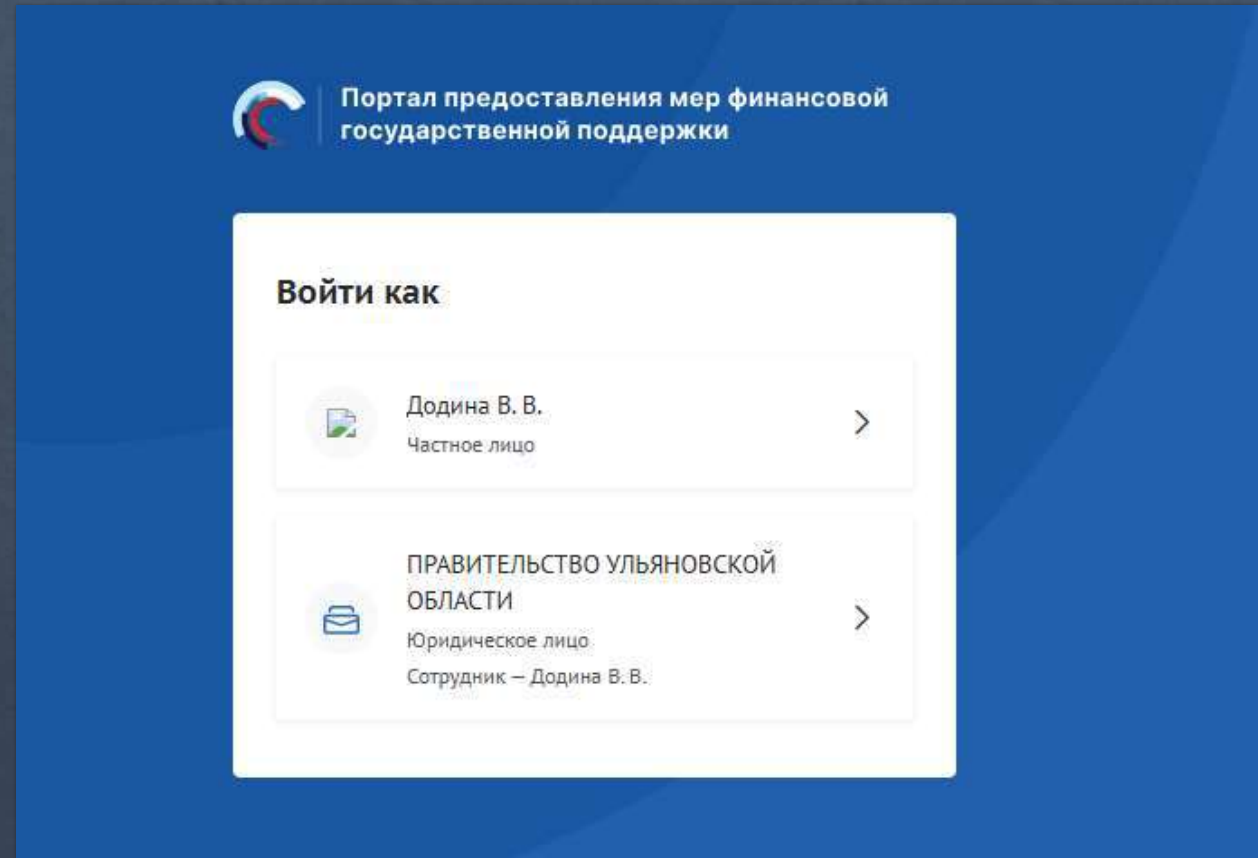 Портал предоставления мер финансовой
государственной поддержки
Войти как
Додина В. В.
Частное лицо
ПРАВИТЕЛЬСТВО УЛЬЯНОВСКОЙ
ОБЛАСТИ
Юридическое лицо
Сотрудник — Додина В. В.